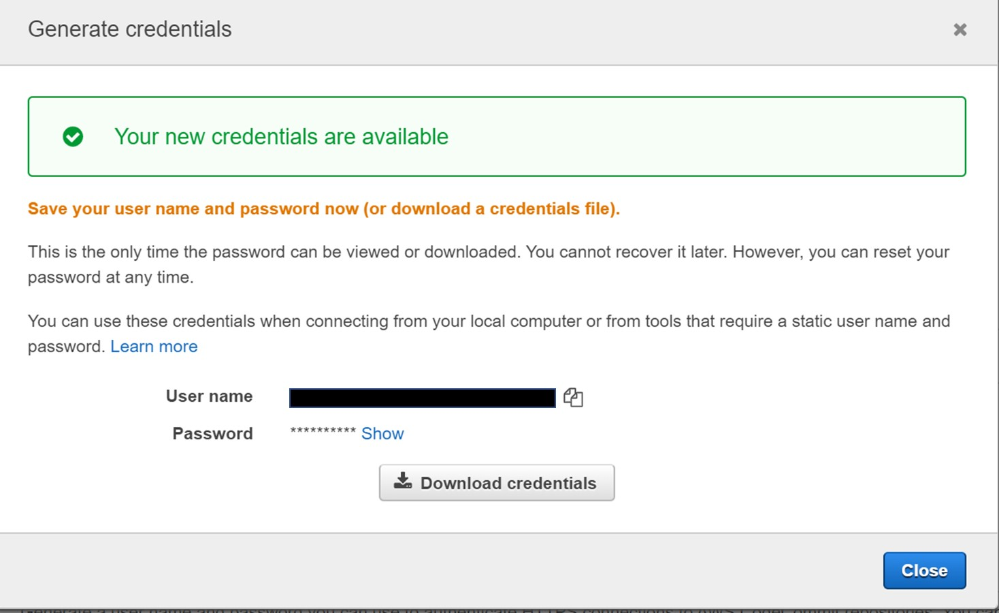 Generate credentials
Your new credentials are available
Save your user name and password now (or download a credentials file).
This is the only time the password can be viewed or downloaded. You cannot recover it later. However, you can reset your
password at any time.
You can use these credentials when connecting from your local computer or from tools that require a static user name and
password. Learn more
User name
Password ********** Show
Download credentials
Close